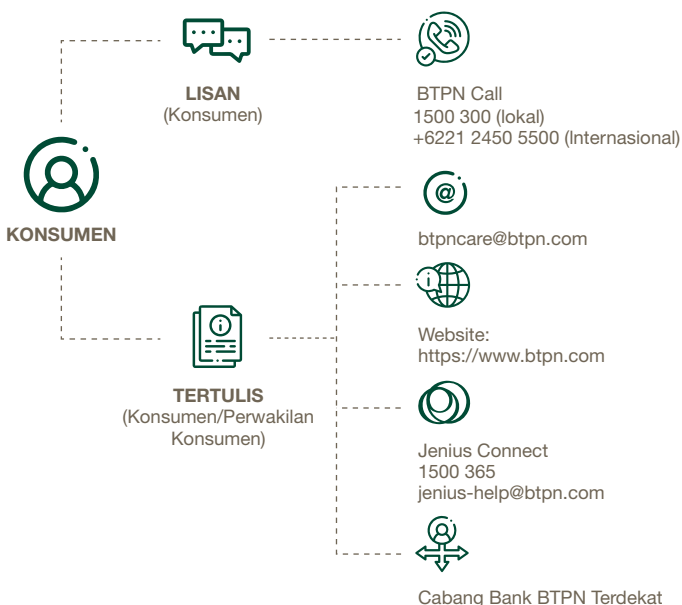 LISAN
(Konsumen)
BTPN Call
1500 300 (lokal)
+6221 2450 5500 (Internasional)
KONSUMEN
@
btpncare@btpn.com
Website:
https://www.btpn.com
TERTULIS
(Konsumen/Perwakilan
Konsumen)
Jenius Connect
1500 365
jenius-help@btpn.com
Cabang Bank BTPN Terdekat